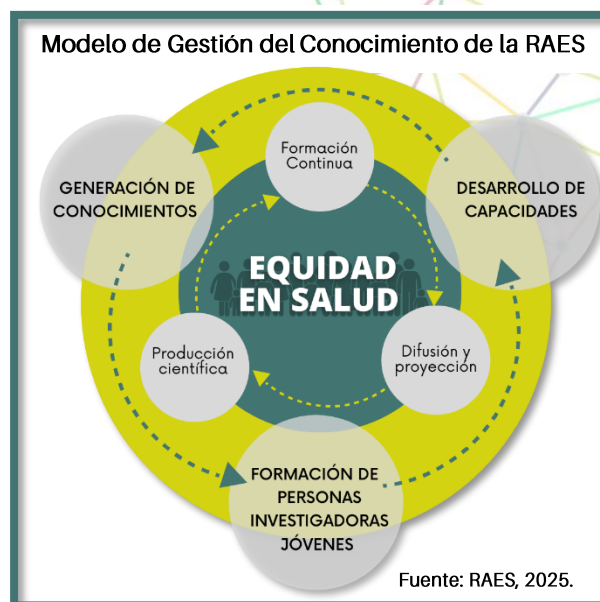 Modelo de Gestión del Conocimiento de la RAES
Formación
Continua
GENERACIÓN DE
CONOCIMIENTOS
DESARROLLO DE
CAPACIDADES
EQUIDAD
EN SALUD
Producción
científica
Difusión y
proyección
FORMACIÓN DE
PERSONAS
INVESTIGADORAS
JÓVENES
Fuente: RAES, 2025.